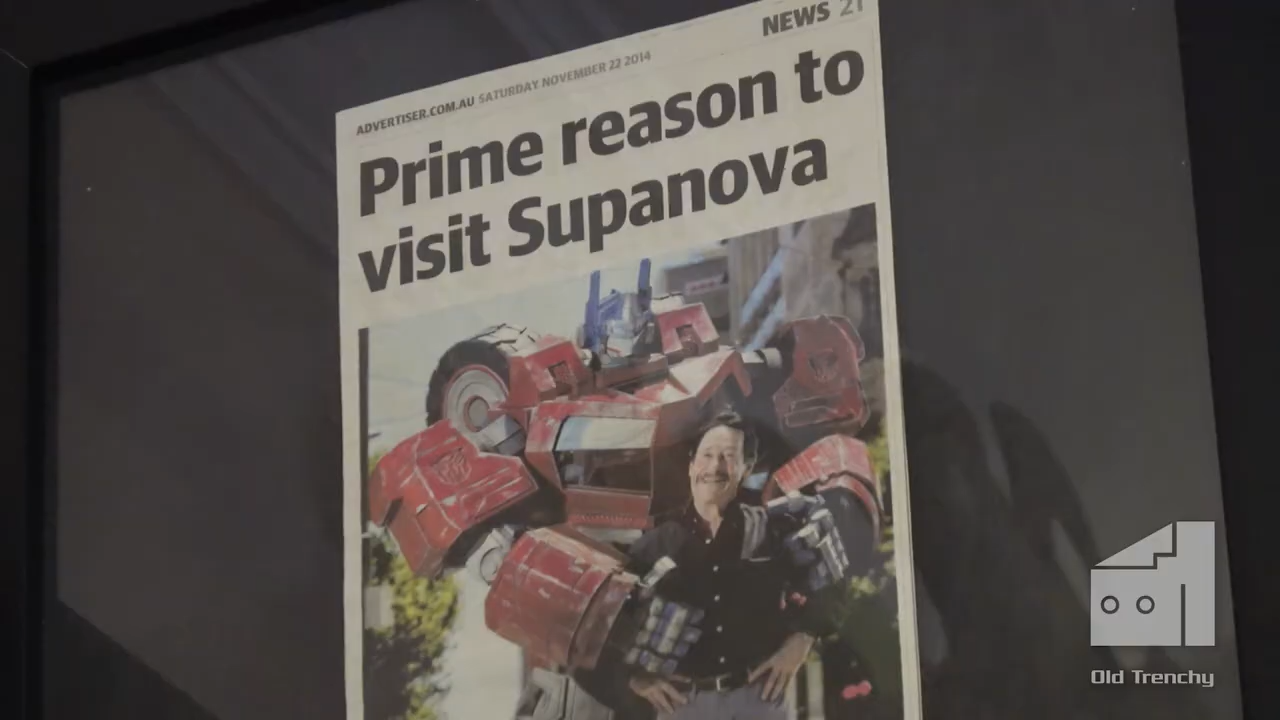 NEWS 21
ADVERTISER.COM.AU SATURDAY NOVEMBER 22 2014
Prime reason to
visit Supanova
Old Trenchy